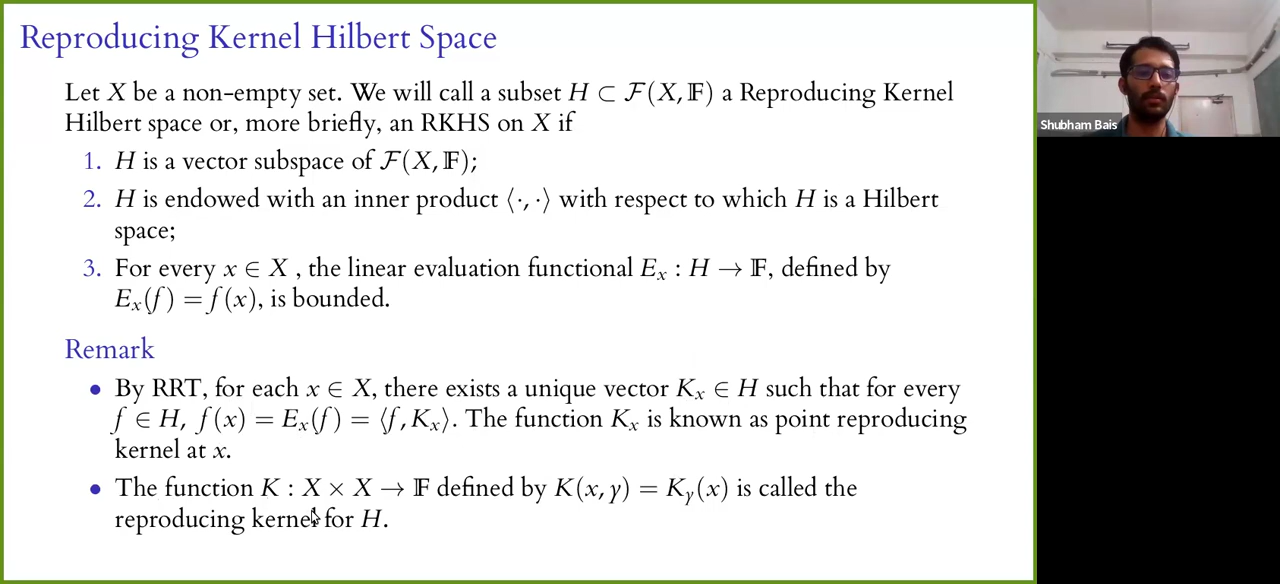 Reproducing Kernel Hilbert Space
Let X be a non-empty set. We will call a subset H ⊂ ℱ(X, 𝔽) a Reproducing Kernel
Hilbert space or, more briefly, an RKHS on X if
1. H is a vector subspace of ℱ(X, 𝔽);
2. H is endowed with an inner product ⟨·, ·⟩ with respect to which H is a Hilbert
space;
3. For every x ∈ X , the linear evaluation functional Eₓ : H → 𝔽, defined by
Eₓ(f) = f(x), is bounded.
Remark
• By RRT, for each x ∈ X, there exists a unique vector Kₓ ∈ H such that for every
f ∈ H, f(x) = Eₓ(f) = ⟨f, Kₓ⟩. The function Kₓ is known as point reproducing
kernel at x.
• The function K : X × X → 𝔽 defined by K(x, y) = K_y(x) is called the
reproducing kernel for H.
Shubham Bais